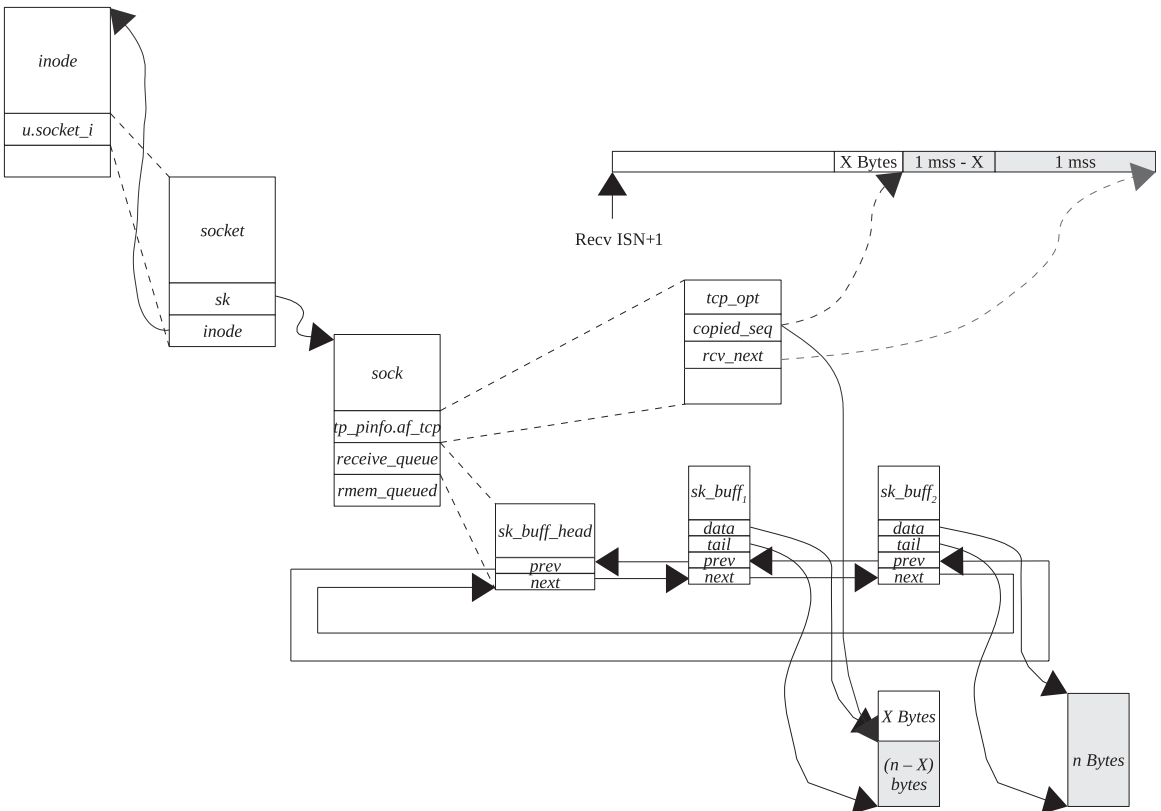 inode
u.socket_i
X Bytes 1 mss - X 1 mss
socket
Recv ISN+1
sk
inode
tcp_opt
copied_seq
rcv_next
sock
tp_pinfo.af_tcp
receive_queue
rmem_queued
sk_buff_head
prev
next
sk_buff1
data
tail
prev
next
sk_buff2
data
tail
prev
next
X Bytes
(n – X)
bytes
n Bytes